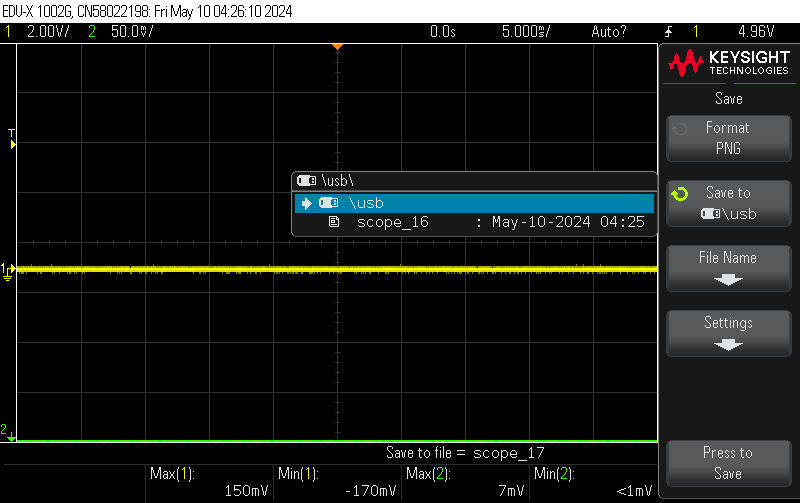 EDU-X 1002G, CN58022198: Fri May 10 04:26:10 2024
1 2.00V/ 2 50.0m/ 0.0s 5.000m/ Auto? 1 4.96V
KEYSIGHT
TECHNOLOGIES
Save
Format
PNG
T
\usb\
Save to
\usb
\usb
scope_16 : May-10-2024 04:25
File Name
1
Settings
2
Save to file = scope_17
Press to
Save
Max(1): Min(1): Max(2): Min(2):
150mV -170mV 7mV <1mV